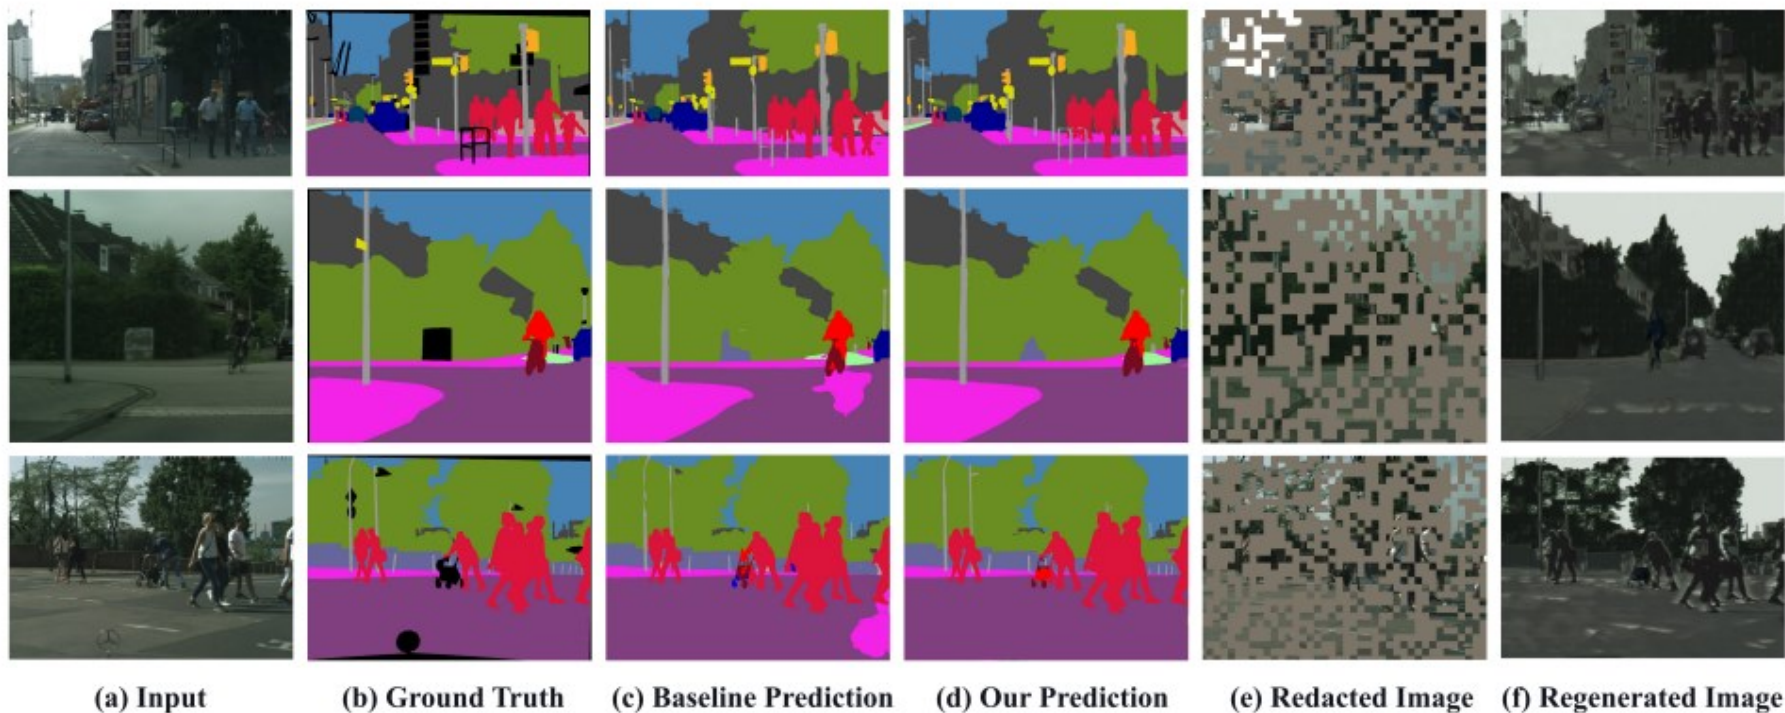 (a) Input
(b) Ground Truth
(c) Baseline Prediction
(d) Our Prediction
(e) Redacted Image
(f) Regenerated Image